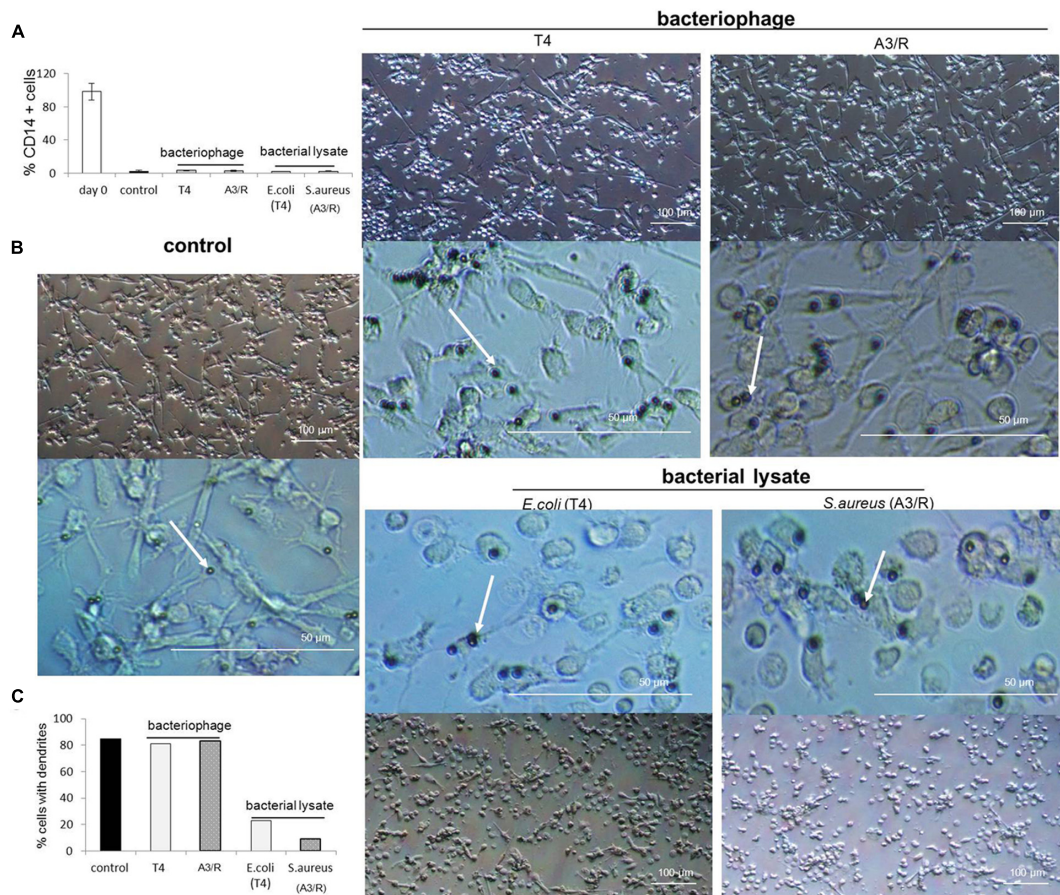 A
% CD14 + cells
120
80
40
0
bacteriophage
bacterial lysate
day 0
control
T4
A3/R
E.coli
(T4)
S.aureus
(A3/R)
bacteriophage
T4
A3/R
100 µm
100 µm
50 µm
50 µm
B
control
100 µm
50 µm
bacterial lysate
E.coli (T4)
S.aureus (A3/R)
50 µm
50 µm
100 µm
100 µm
C
% cells with dendrites
100
80
60
40
20
0
bacteriophage
bacterial lysate
control
T4
A3/R
E.coli
(T4)
S.aureus
(A3/R)